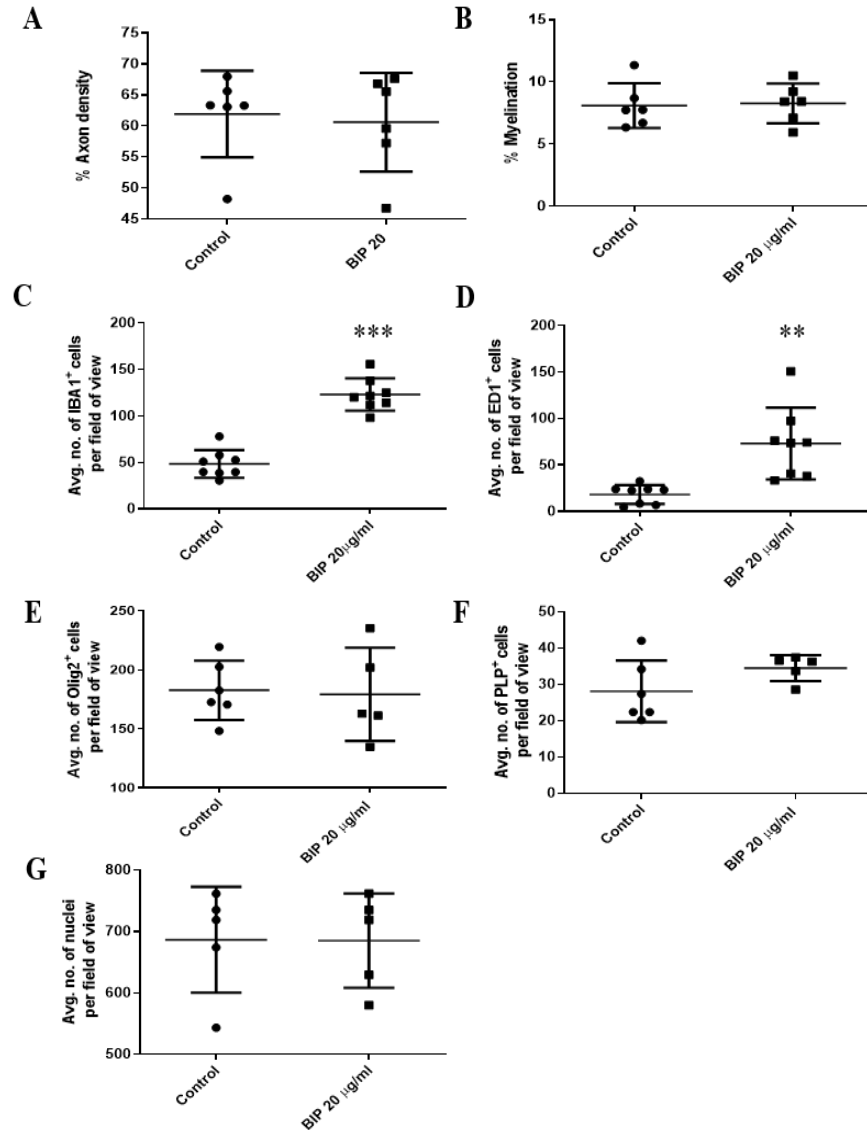 A
% Axon density
70
65
60
55
50
45
75
Control
BIP 20
B
% Myelination
15
10
5
0
Control
BIP 20 μg/ml
C
Avg. no. of IBA1+ cells
per field of view
200
150
100
50
0
***
Control
BIP 20μg/ml
D
Avg. no. of ED1+ cells
per field of view
200
150
100
50
0
**
Control
BIP 20 μg/ml
E
Avg. no. of Olig2+ cells
per field of view
250
200
150
100
Control
BIP 20 μg/ml
F
Avg. no. of PLP+ cells
per field of view
50
40
30
20
10
0
Control
BIP 20 μg/ml
G
Avg. no. of nuclei
per field of view
800
700
600
500
Control
BIP 20 μg/ml